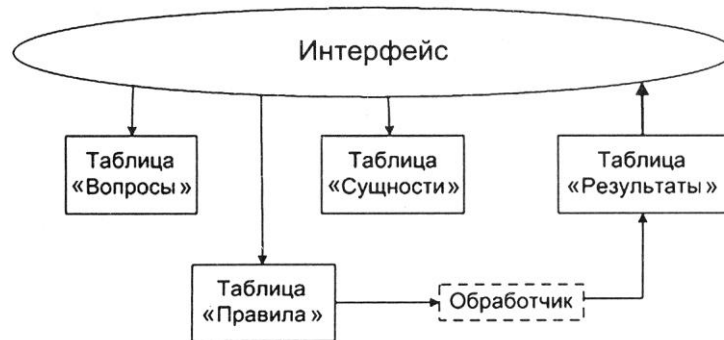 Интерфейс
Таблица
«Вопросы»
Таблица
«Сущности»
Таблица
«Результаты»
Таблица
«Правила»
Обработчик